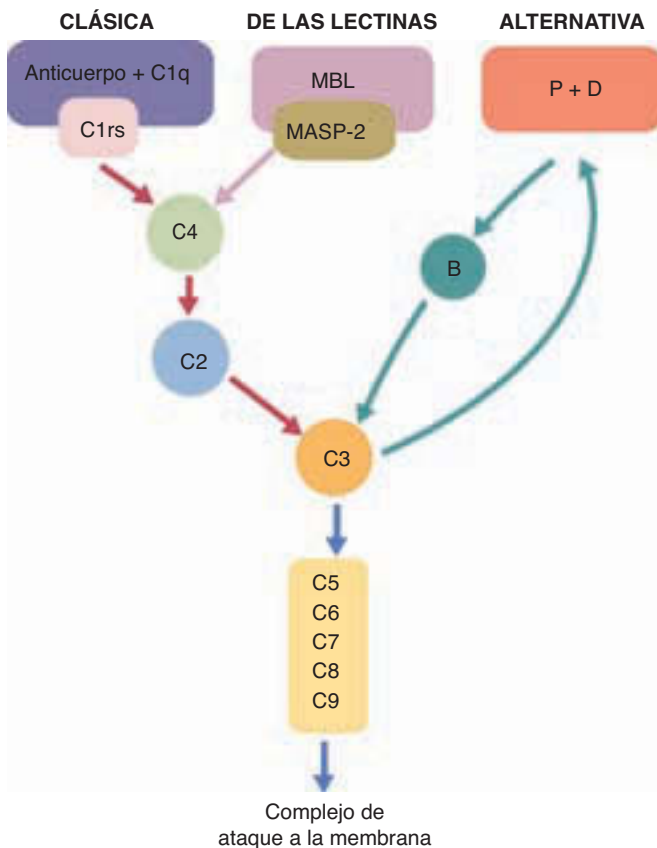 CLÁSICA
DE LAS LECTINAS
ALTERNATIVA
Anticuerpo + C1q
MBL
P + D
C1rs
MASP-2
C4
B
C2
C3
C5
C6
C7
C8
C9
Complejo de
ataque a la membrana